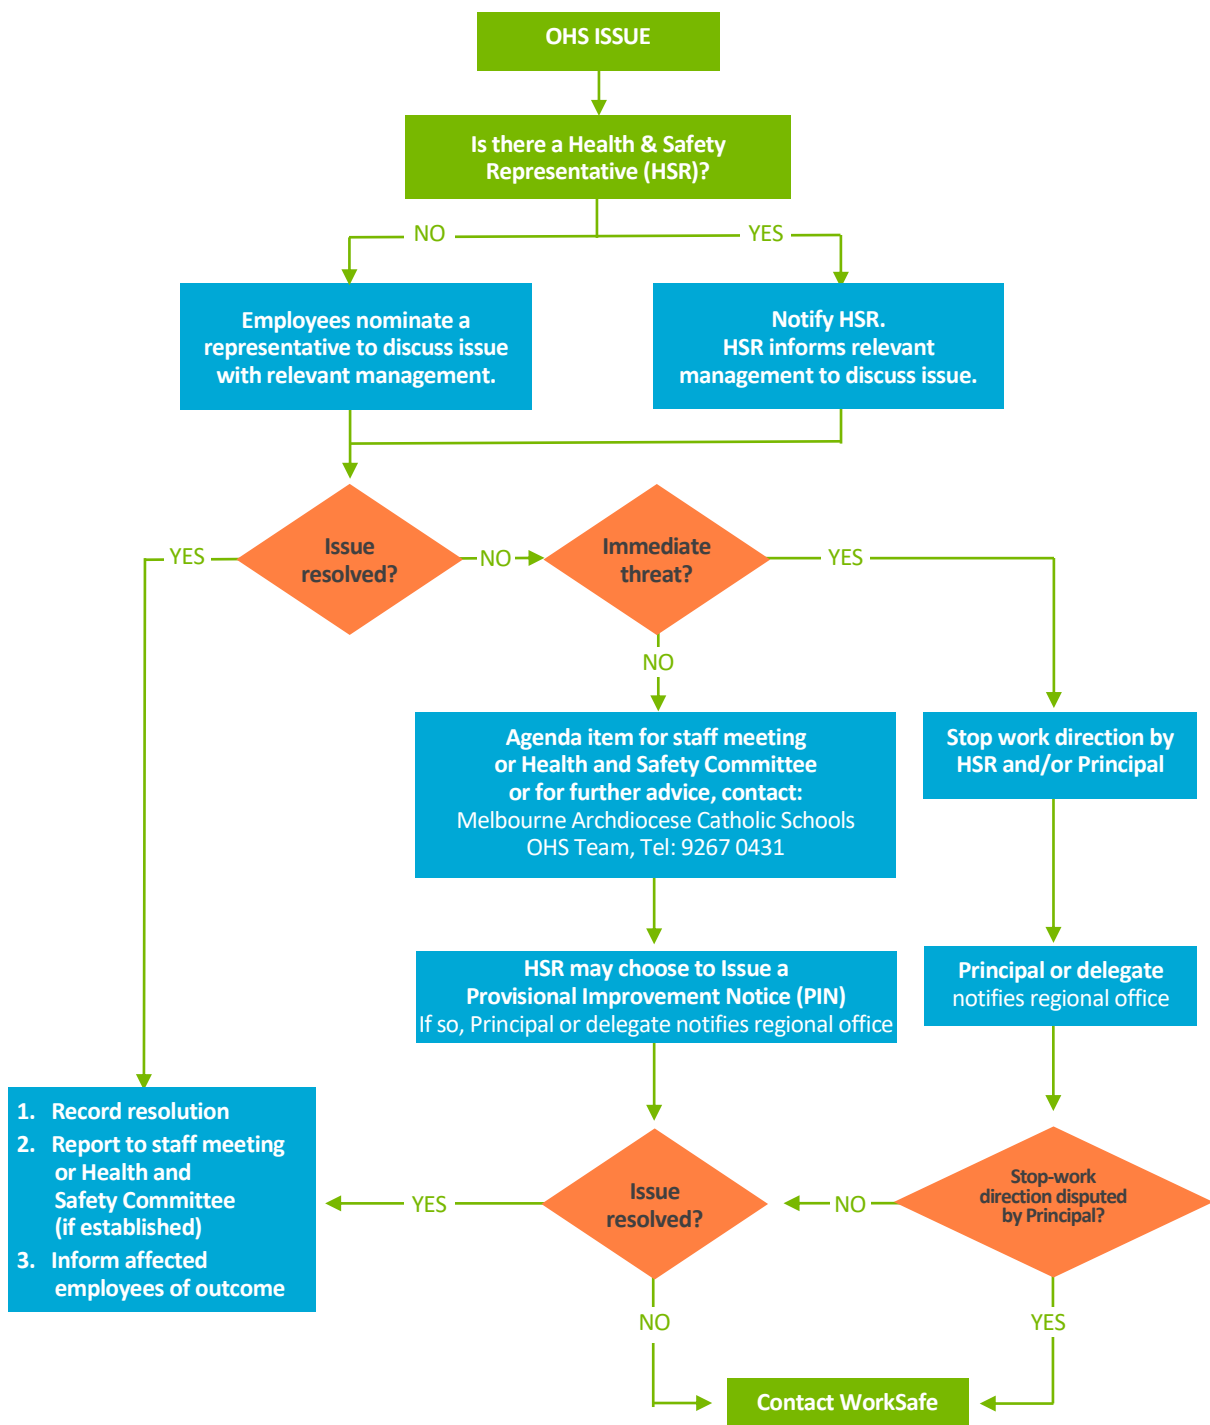 OHS ISSUE
Is there a Health & Safety
Representative (HSR)?
NO
YES
Employees nominate a
representative to discuss issue
with relevant management.
Notify HSR.
HSR informs relevant
management to discuss issue.
YES
Issue
resolved?
NO
Immediate
threat?
YES
NO
Agenda item for staff meeting
or Health and Safety Committee
or for further advice, contact:
Melbourne Archdiocese Catholic Schools
OHS Team, Tel: 9267 0431
Stop work direction by
HSR and/or Principal
HSR may choose to Issue a
Provisional Improvement Notice (PIN)
If so, Principal or delegate notifies regional office
Principal or delegate
notifies regional office
1. Record resolution
2. Report to staff meeting
or Health and
Safety Committee
(if established)
3. Inform affected
employees of outcome
YES
Issue
resolved?
NO
Stop-work
direction disputed
by Principal?
NO
YES
Contact WorkSafe